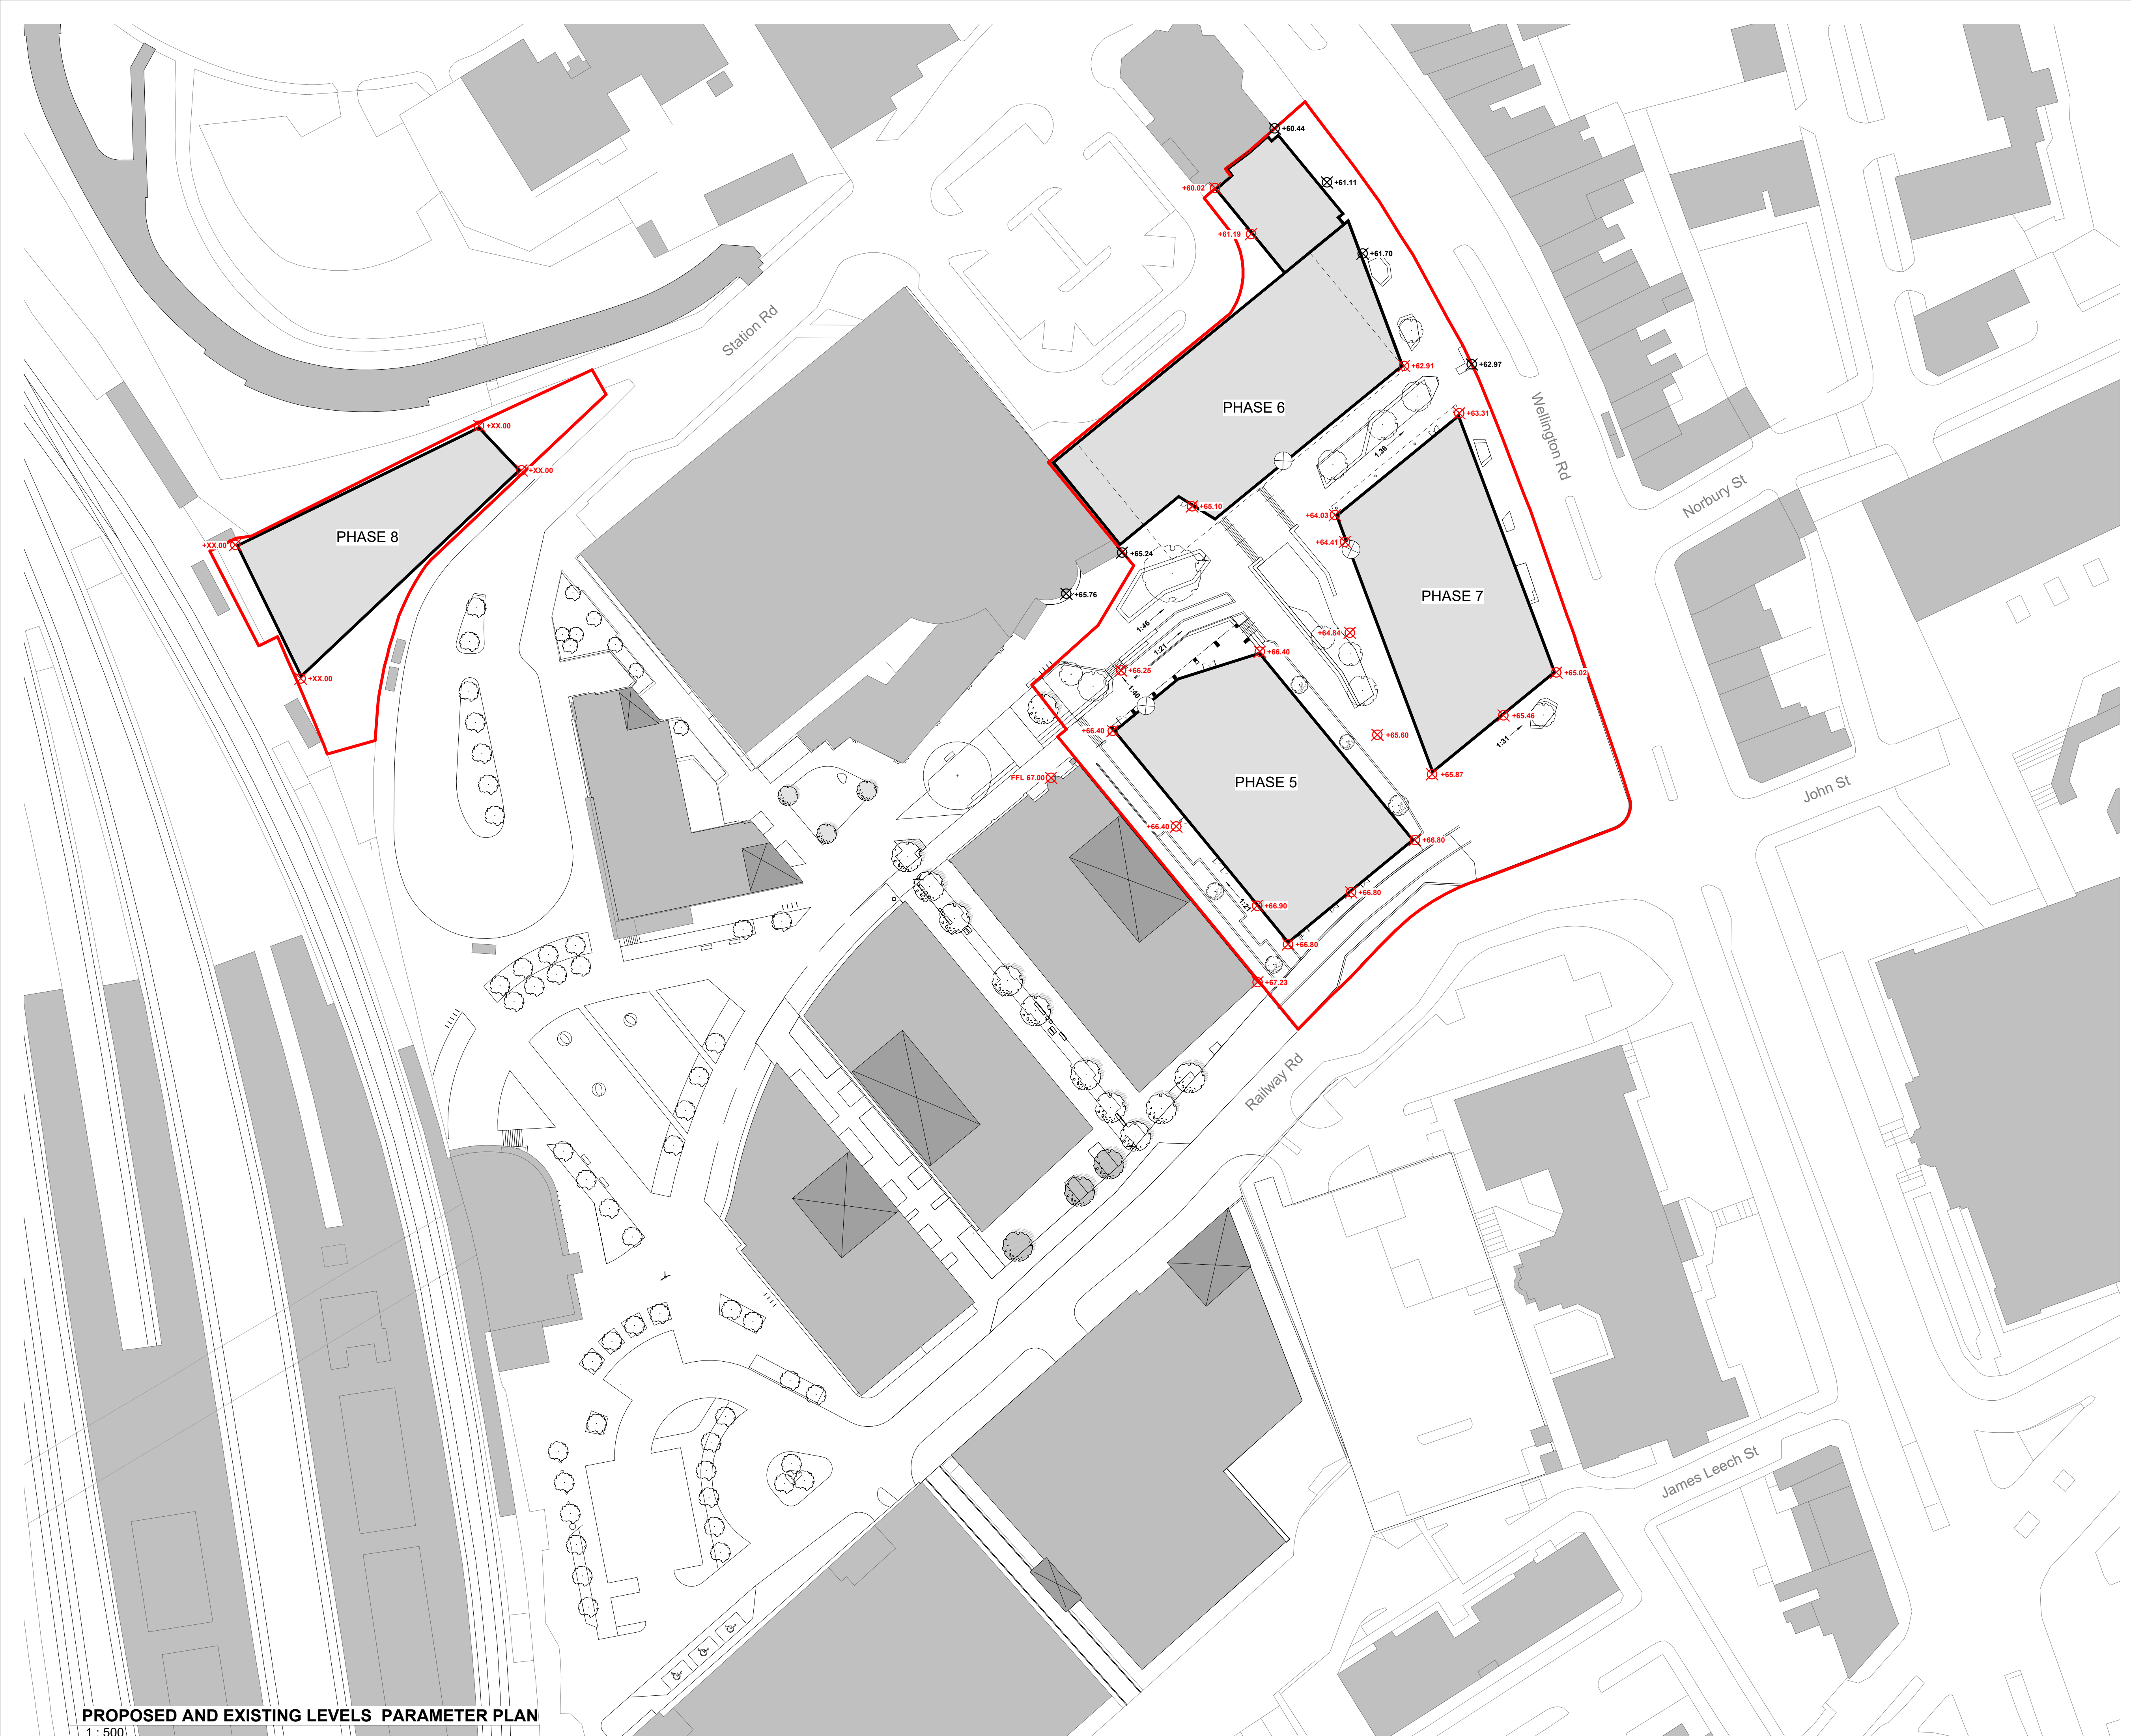 +60.44
+60.02
+61.11
+61.19
+61.70
Station Rd
+62.91
+62.97
PHASE 6
+63.31
Wellington Rd
+XX.00
1:36
+XX.00
Norbury St
+65.10
+64.03
PHASE 8
+64.41
+XX.00
+65.24
+65.76
PHASE 7
1:46
+64.84
1:21
+66.40
+66.25
+65.02
+XX.00
1:40
+65.46
+66.40
+65.60
1:31
FFL 67.00
PHASE 5
+65.87
John St
+66.40
+66.80
+66.80
1:21
+66.90
+66.80
+67.23
Railway Rd
James Leech St
PROPOSED AND EXISTING LEVELS PARAMETER PLAN
1 : 500